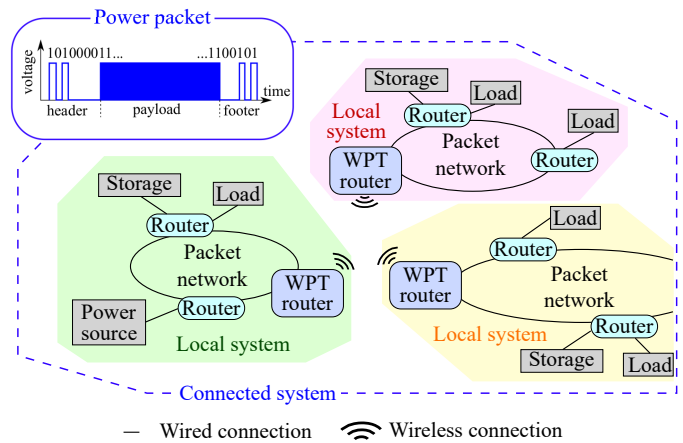 Power packet
101000011... ...1100101
voltage
time
header
payload
footer
Storage
Load
Router
Local
system
Load
Packet
network
Router
WPT
router
Storage
Load
Router
Packet
network
WPT
router
Power
source
Router
Local system
Load
Router
WPT
router
Packet
network
Router
Local system
Storage
Load
Connected system
Wired connection
Wireless connection